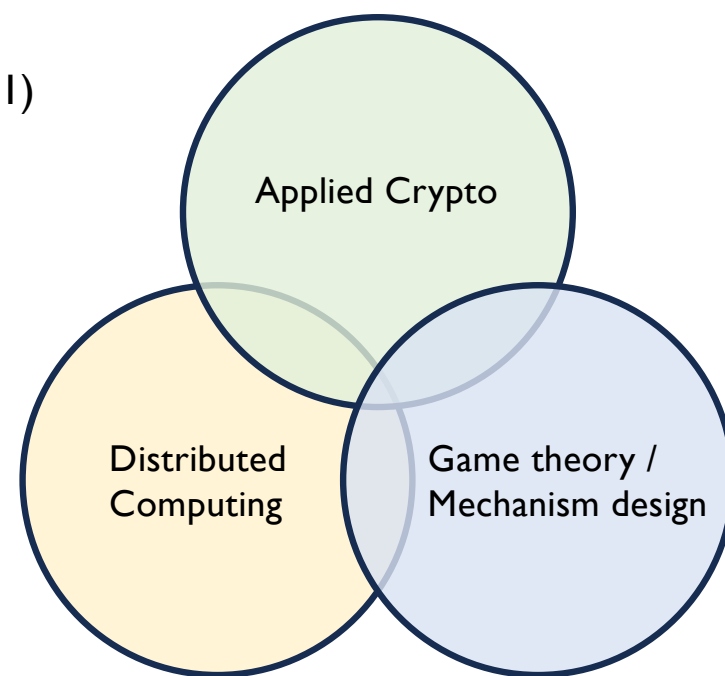 1)
Applied Crypto
Distributed
Computing
Game theory /
Mechanism design